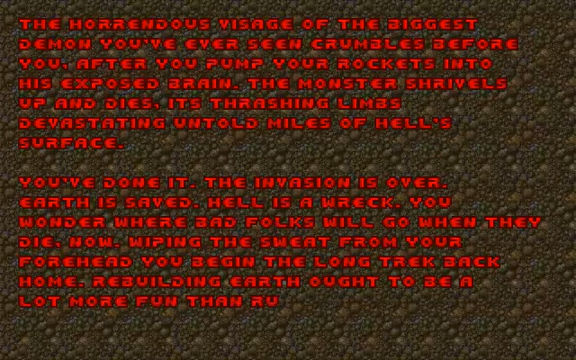 THE HORRENDOUS VISAGE OF THE BIGGEST
DEMON YOU'VE EVER SEEN CRUMBLES BEFORE
YOU, AFTER YOU PUMP YOUR ROCKETS INTO
HIS EXPOSED BRAIN. THE MONSTER SHRIVELS
UP AND DIES, ITS THRASHING LIMBS
DEVASTATING UNTOLD MILES OF HELL'S
SURFACE.

YOU'VE DONE IT. THE INVASION IS OVER.
EARTH IS SAVED. HELL IS A WRECK. YOU
WONDER WHERE BAD FOLKS WILL GO WHEN THEY
DIE, NOW. WIPING THE SWEAT FROM YOUR
FOREHEAD YOU BEGIN THE LONG TREK BACK
HOME. REBUILDING EARTH OUGHT TO BE A
LOT MORE FUN THAN RU